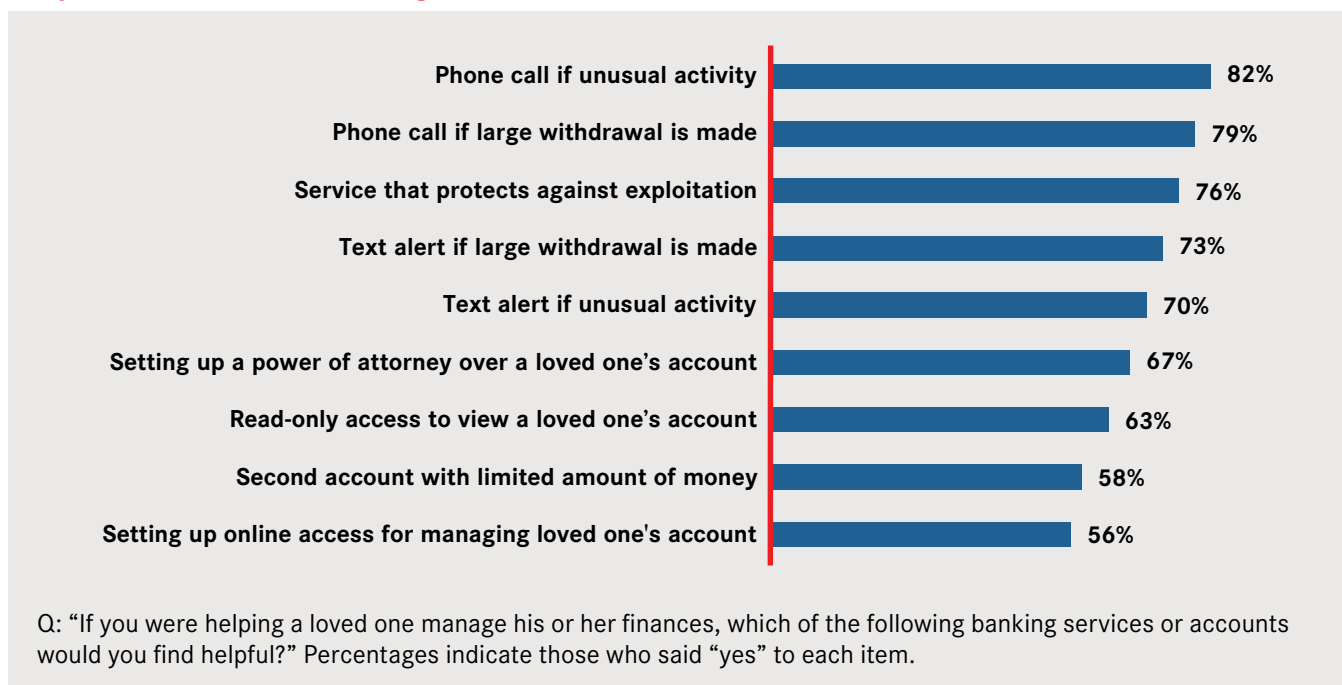 Phone call if unusual activity 82%
Phone call if large withdrawal is made 79%
Service that protects against exploitation 76%
Text alert if large withdrawal is made 73%
Text alert if unusual activity 70%
Setting up a power of attorney over a loved one’s account 67%
Read-only access to view a loved one’s account 63%
Second account with limited amount of money 58%
Setting up online access for managing loved one's account 56%
Q: “If you were helping a loved one manage his or her finances, which of the following banking services or accounts
would you find helpful?” Percentages indicate those who said “yes” to each item.